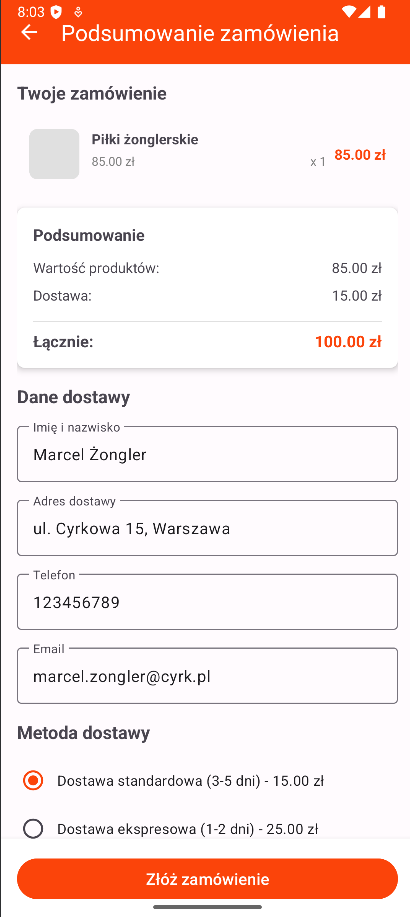 8:03
Podsumowanie zamówienia
Twoje zamówienie
Piłki żonglerskie
85.00 zł
x 1
85.00 zł
Podsumowanie
Wartość produktów: 85.00 zł
Dostawa: 15.00 zł
Łącznie: 100.00 zł
Dane dostawy
Imię i nazwisko
Marcel Żongler
Adres dostawy
ul. Cyrkowa 15, Warszawa
Telefon
123456789
Email
marcel.zongler@cyrk.pl
Metoda dostawy
Dostawa standardowa (3-5 dni) - 15.00 zł
Dostawa ekspresowa (1-2 dni) - 25.00 zł
Złóż zamówienie